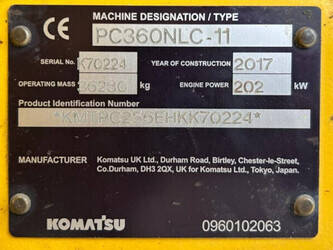 CE
MACHINE DESIGNATION / TYPE
PC360NLC-11
SERIAL No. K70224 YEAR OF CONSTRUCTION 2017
OPERATING MASS kg ENGINE POWER 202 kW
Product Identification Number
MANUFACTURER
Komatsu UK Ltd., Durham Road, Birtley, Chester-le-Street,
Co.Durham, DH3 2QX, UK for Komatsu Ltd., Tokyo, Japan.
KOMATSU
0960102063